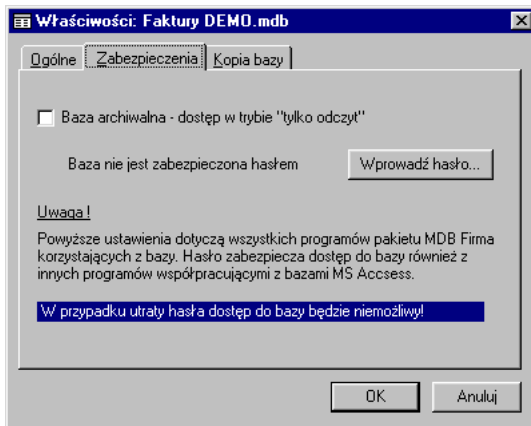 Właściwości: Faktury DEMO.mdb
Ogólne Zabezpieczenia Kopia bazy
Baza archiwalna - dostęp w trybie "tylko odczyt"
Baza nie jest zabezpieczona hasłem Wprowadź hasło...
Uwaga !
Powyższe ustawienia dotyczą wszystkich programów pakietu MDB Firma
korzystających z bazy. Hasło zabezpiecza dostęp do bazy również z
innych programów współpracującymi z bazami MS Accsess.
W przypadku utraty hasła dostęp do bazy będzie niemożliwy!
OK Anuluj